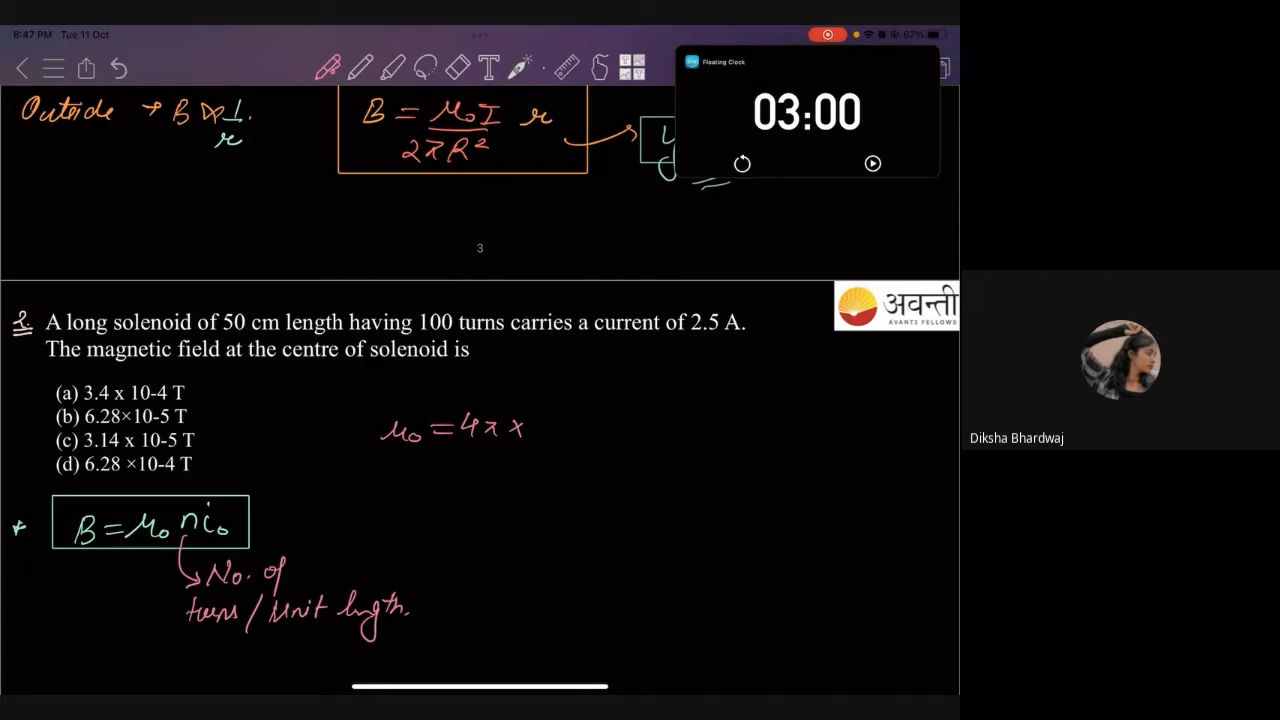 8:47 PM Tue 11 Oct
67%
Floating Clock
03:00
Outside → B ∝ 1/r
B = μ₀I/2πR² r
3
अवन्ती
AVANTI FELLOWS
A long solenoid of 50 cm length having 100 turns carries a current of 2.5 A.
The magnetic field at the centre of solenoid is
(a) 3.4 x 10-4 T
(b) 6.28×10-5 T
(c) 3.14 x 10-5 T
(d) 6.28 ×10-4 T
μ₀ = 4π ×
* B = μ₀ni₀
→ No. of
turns / unit length.
Diksha Bhardwaj